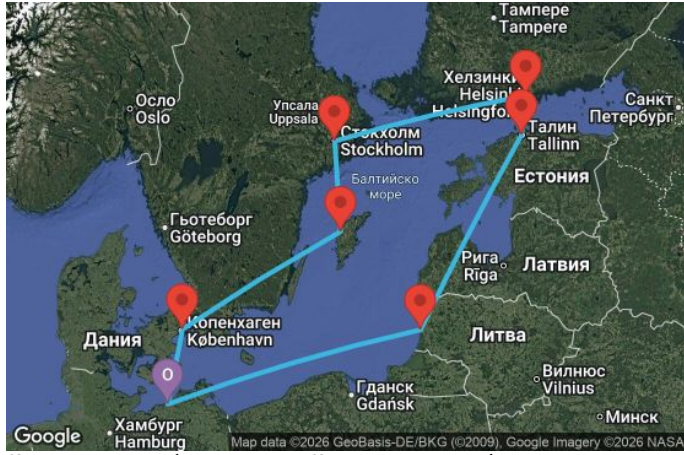 Тампере
Tampere
Хелзинки
Helsinki
Helsingfo
Санкт
Петербург
Осло
Oslo
Упсала
Uppsala
Стокхолм
Stockholm
Талин
Tallinn
Балтийско
море
Естония
Гьотеборг
Göteborg
Рига
Rīga
Латвия
Копенхаген
København
Дания
Литва
О
Вилнюс
Vilnius
Гданск
Gdańsk
Минск
Хамбург
Hamburg
Google
Map data ©2026 GeoBasis-DE/BKG (©2009), Google Imagery ©2026 NASA